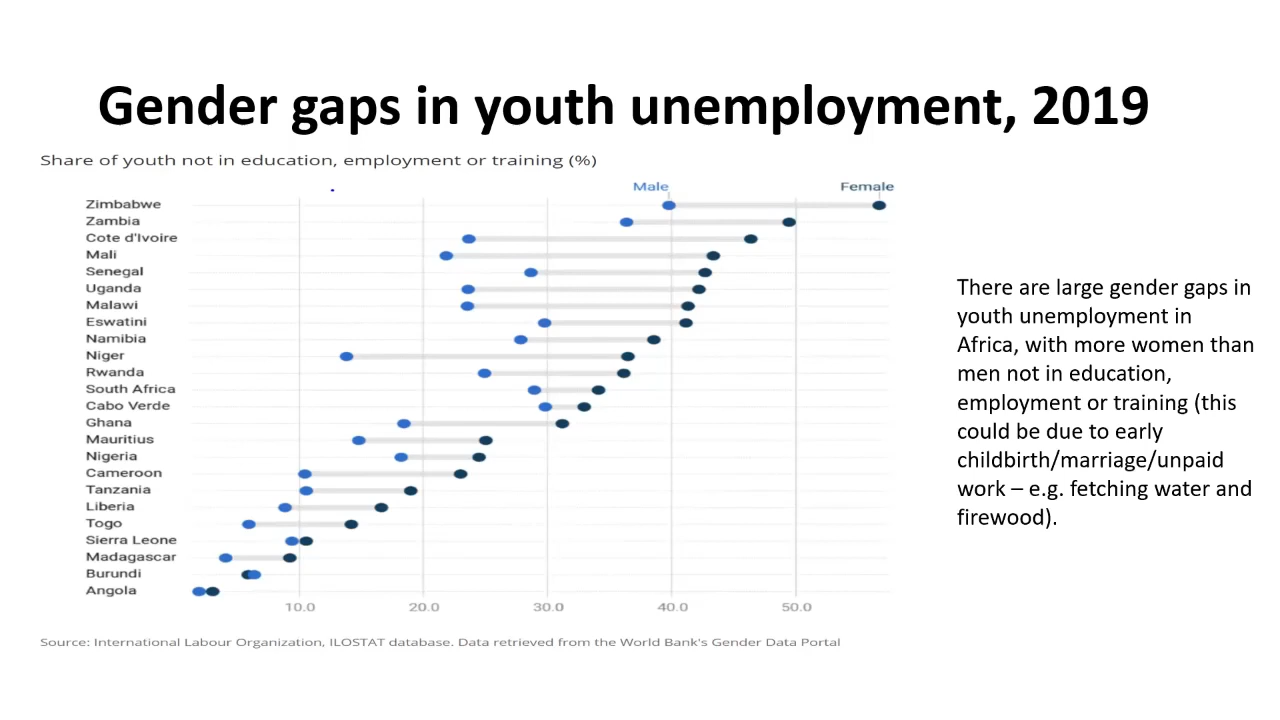 Gender gaps in youth unemployment, 2019
Share of youth not in education, employment or training (%)
Male
Female
Zimbabwe
Zambia
Cote d'Ivoire
Mali
Senegal
Uganda
Malawi
Eswatini
Namibia
Niger
Rwanda
South Africa
Cabo Verde
Ghana
Mauritius
Nigeria
Cameroon
Tanzania
Liberia
Togo
Sierra Leone
Madagascar
Burundi
Angola
10.0
20.0
30.0
40.0
50.0
Source: International Labour Organization, ILOSTAT database. Data retrieved from the World Bank's Gender Data Portal
There are large gender gaps in
youth unemployment in
Africa, with more women than
men not in education,
employment or training (this
could be due to early
childbirth/marriage/unpaid
work – e.g. fetching water and
firewood).